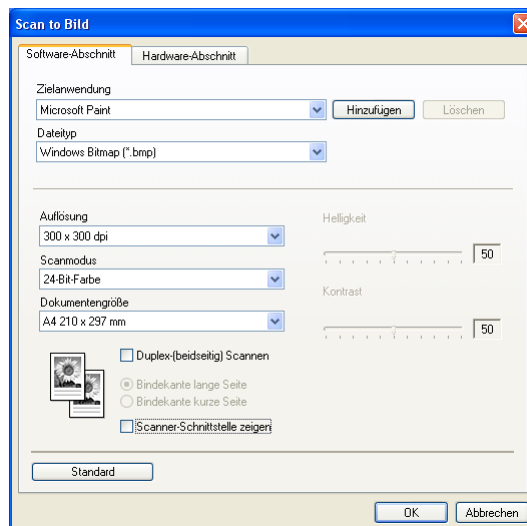 Scan to Bild
Software-Abschnitt
Hardware-Abschnitt
Zielanwendung
Microsoft Paint
Hinzufügen
Löschen
Dateityp
Windows Bitmap (*.bmp)
Auflösung
300 x 300 dpi
Helligkeit
50
Scanmodus
24-Bit-Farbe
Kontrast
50
Dokumentengröße
A4 210 x 297 mm
Duplex-(beidseitig) Scannen
Bindekante lange Seite
Bindekante kurze Seite
Scanner-Schnittstelle zeigen
Standard
OK
Abbrechen